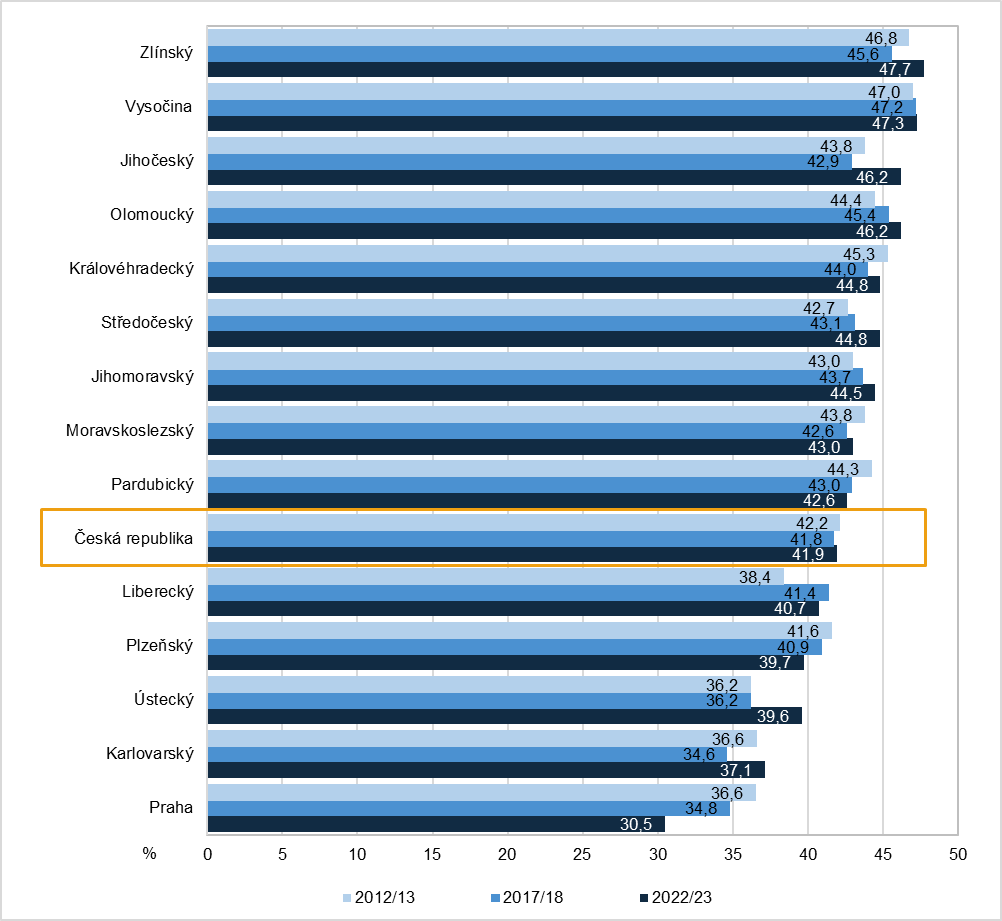 Zlínský
46,8
45,6
47,7
Vysočina
47,0
47,2
47,3
Jihočeský
43,8
42,9
46,2
Olomoucký
44,4
45,4
46,2
Královéhradecký
45,3
44,0
44,8
Středočeský
42,7
43,1
44,8
Jihomoravský
43,0
43,7
44,5
Moravskoslezský
43,8
42,6
43,0
Pardubický
44,3
43,0
42,6
Česká republika
42,2
41,8
41,9
Liberecký
38,4
41,4
40,7
Plzeňský
41,6
40,9
39,7
Ústecký
36,2
36,2
39,6
Karlovarský
36,6
34,6
37,1
Praha
36,6
34,8
30,5
% 0 5 10 15 20 25 30 35 40 45 50
2012/13 2017/18 2022/23